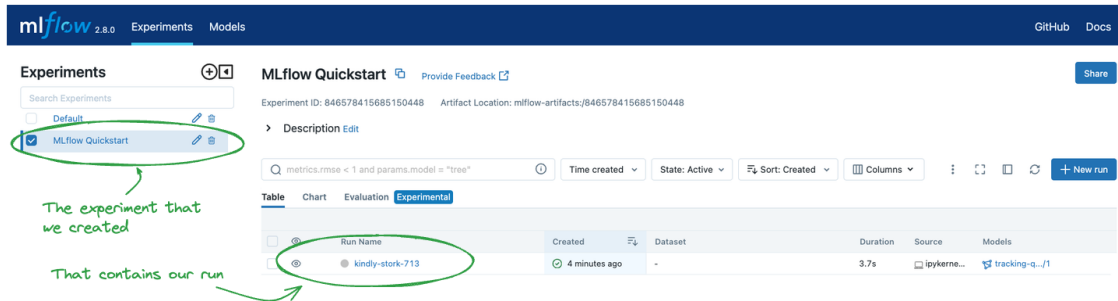 mlflow 2.8.0 Experiments Models GitHub Docs
Experiments
Search Experiments
Default
MLflow Quickstart
MLflow Quickstart Provide Feedback Share
Experiment ID: 846578415685150448 Artifact Location: mlflow-artifacts:/846578415685150448
Description Edit
metrics.rmse < 1 and params.model = "tree" Time created State: Active Sort: Created Columns + New run
Table Chart Evaluation Experimental
Run Name Created Dataset Duration Source Models
kindly-stork-713 4 minutes ago - 3.7s ipykerne... tracking-q.../1
The experiment that
we created
That contains our run